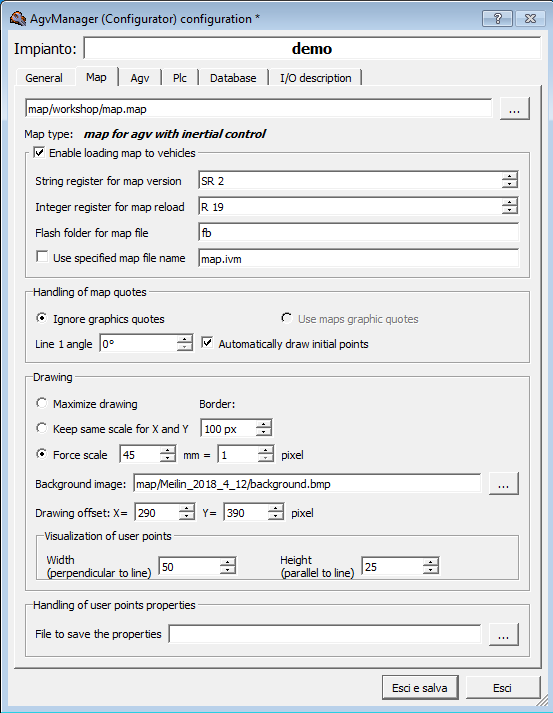 AgvManager (Configurator) configuration *
Impianto: demo
General Map Agv Plc Database I/O description
map/workshop/map.map ...
Map type: map for agv with inertial control
Enable loading map to vehicles
String register for map version SR 2
Integer register for map reload R 19
Flash folder for map file fb
Use specified map file name map.ivm
Handling of map quotes
Ignore graphics quotes Use maps graphic quotes
Line 1 angle 0° Automatically draw initial points
Drawing
Maximize drawing Border:
Keep same scale for X and Y 100 px
Force scale 45 mm = 1 pixel
Background image: map/Meilin_2018_4_12/background.bmp ...
Drawing offset: X= 290 Y= 390 pixel
Visualization of user points
Width Height
(perpendicular to line) 50 (parallel to line) 25
Handling of user points properties
File to save the properties ...
Esci e salva Esci